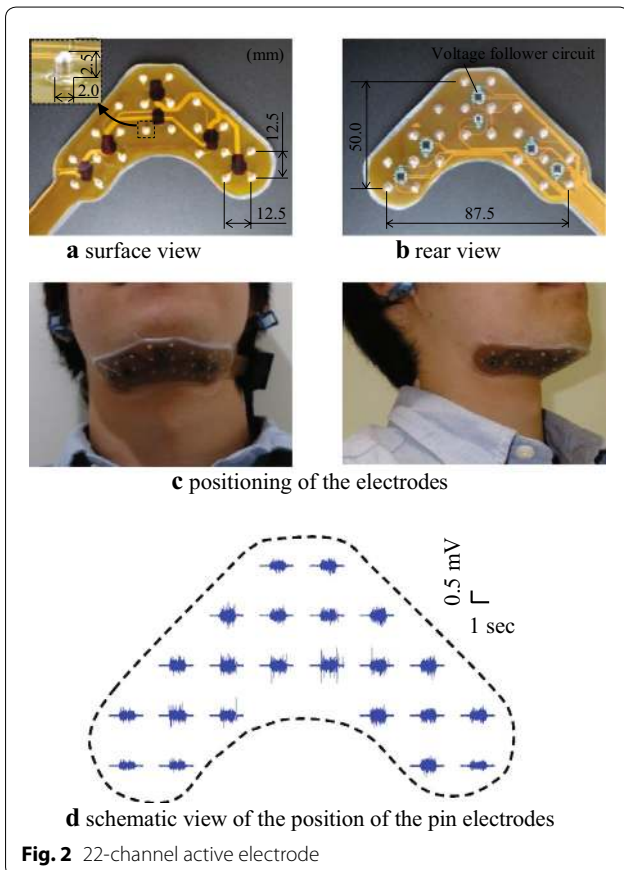 2.5
2.0
(mm)
12.5
12.5
Voltage follower circuit
50.0
87.5
a surface view
b rear view
c positioning of the electrodes
0.5 mV
1 sec
d schematic view of the position of the pin electrodes
Fig. 2 22-channel active electrode